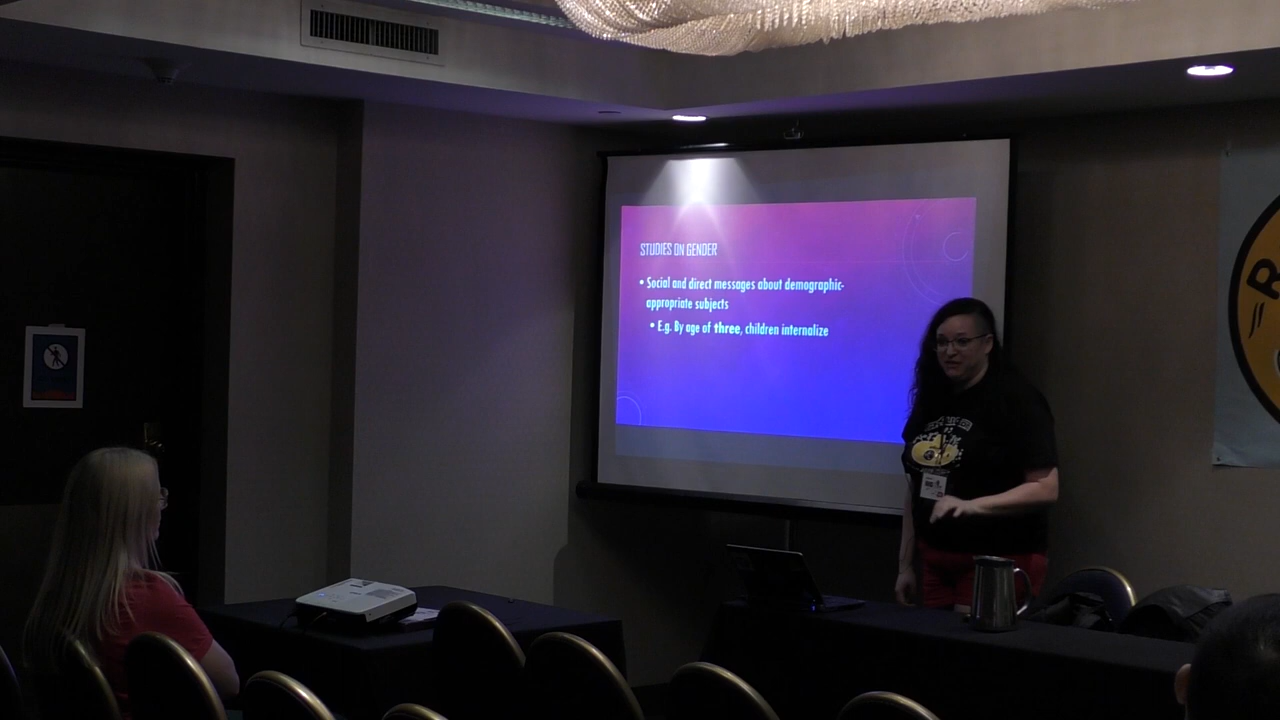 STUDIES ON GENDER
• Social and direct messages about demographic-
appropriate subjects
• E.g. By age of three, children internalize